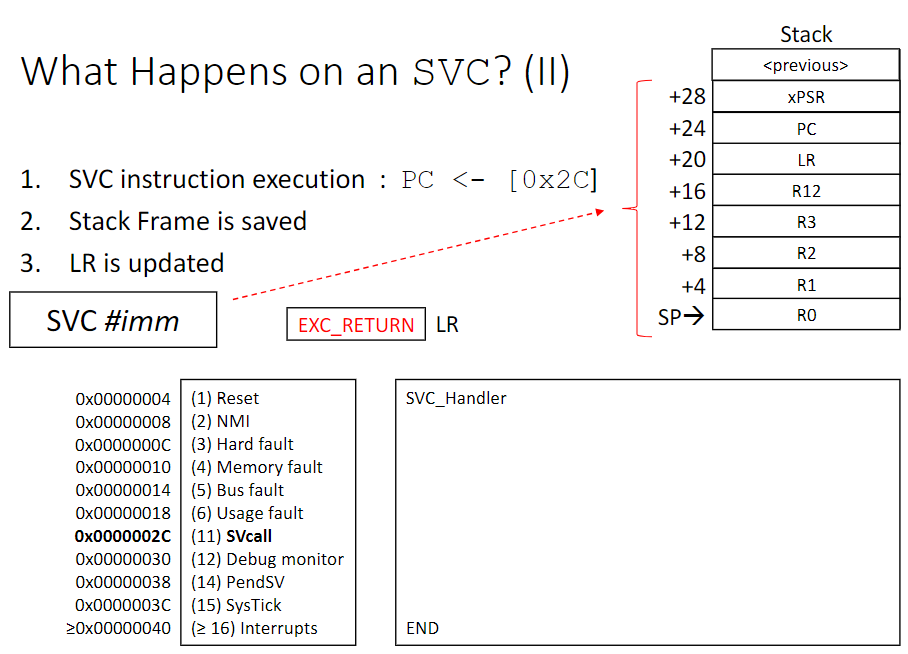 What Happens on an SVC? (II)
1. SVC instruction execution : PC <- [0x2C]
2. Stack Frame is saved
3. LR is updated
SVC #imm
EXC_RETURN LR
Stack
<previous>
+28 xPSR
+24 PC
+20 LR
+16 R12
+12 R3
+8 R2
+4 R1
SP→ R0
0x00000004 (1) Reset
0x00000008 (2) NMI
0x0000000C (3) Hard fault
0x00000010 (4) Memory fault
0x00000014 (5) Bus fault
0x00000018 (6) Usage fault
0x0000002C (11) SVcall
0x00000030 (12) Debug monitor
0x00000038 (14) PendSV
0x0000003C (15) SysTick
≥0x00000040 (≥ 16) Interrupts
SVC_Handler
END